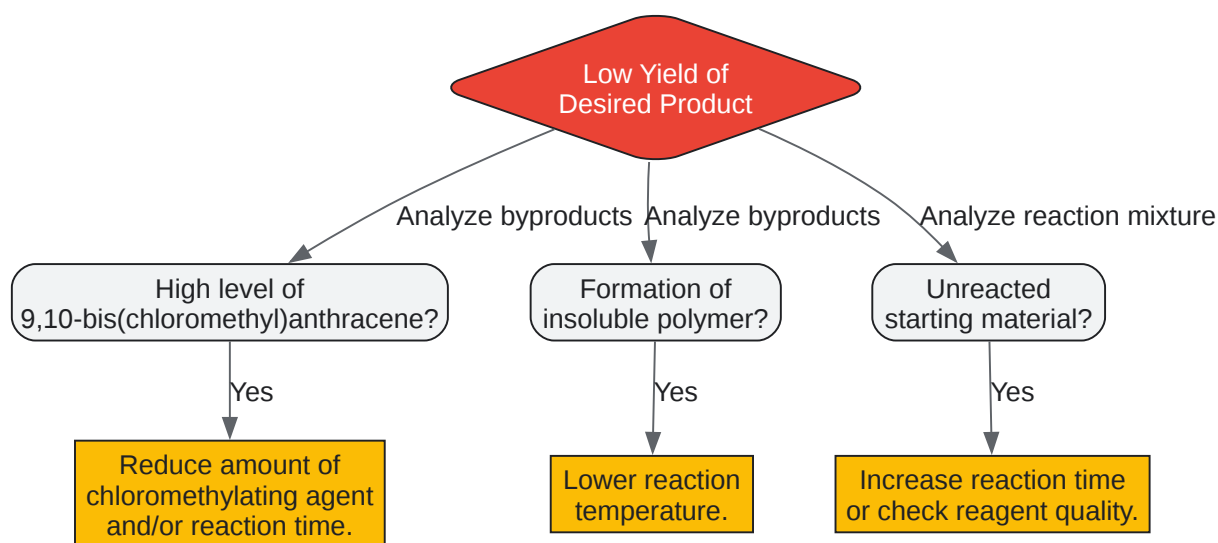 Low Yield of
Desired Product
Analyze byproducts
Analyze byproducts
Analyze reaction mixture
High level of
9,10-bis(chloromethyl)anthracene?
Formation of
insoluble polymer?
Unreacted
starting material?
Yes
Yes
Yes
Reduce amount of
chloromethylating agent
and/or reaction time.
Lower reaction
temperature.
Increase reaction time
or check reagent quality.